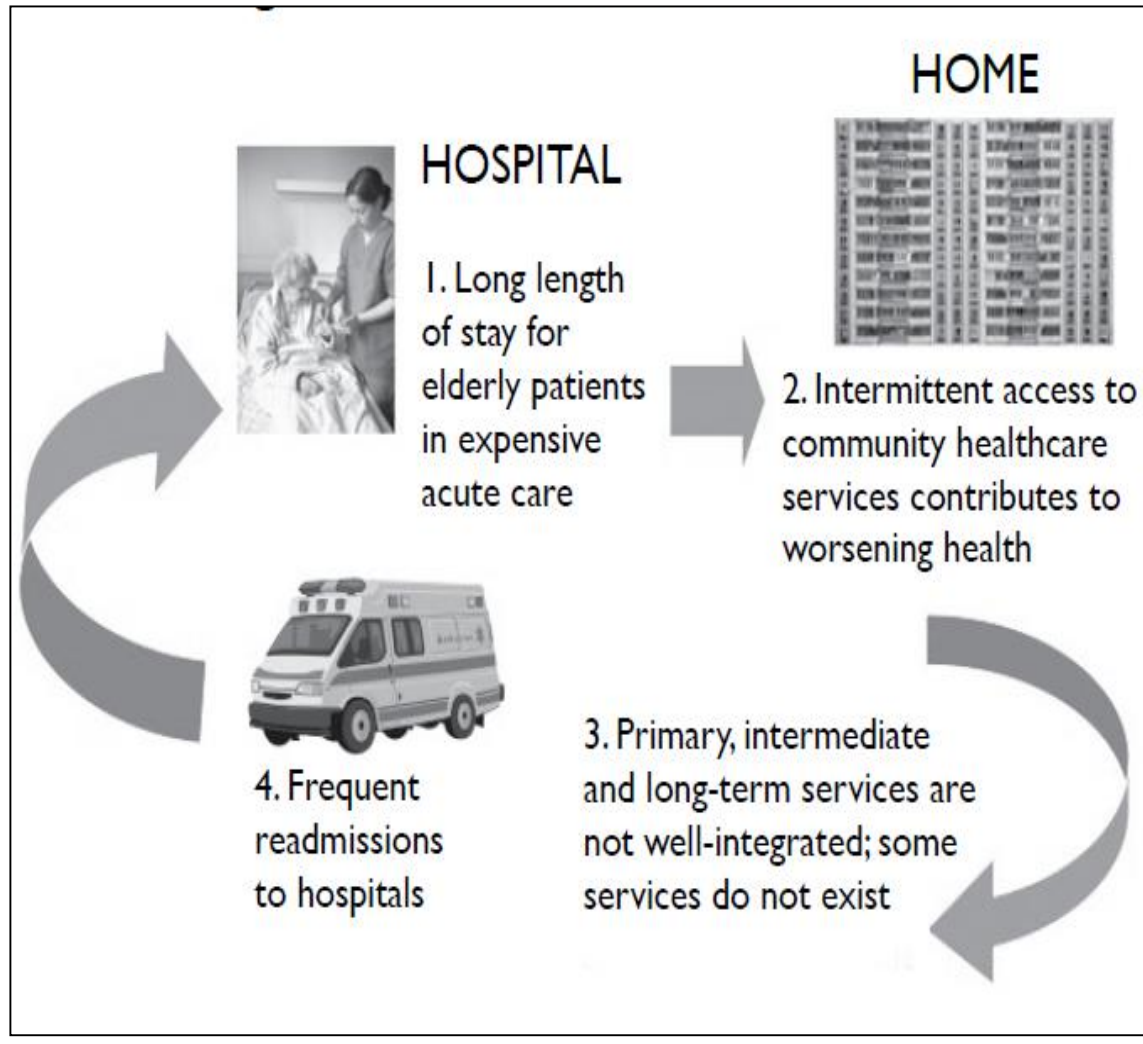 HOSPITAL
1. Long length
of stay for
elderly patients
in expensive
acute care
HOME
2. Intermittent access to
community healthcare
services contributes to
worsening health
3. Primary, intermediate
and long-term services are
not well-integrated; some
services do not exist
4. Frequent
readmissions
to hospitals